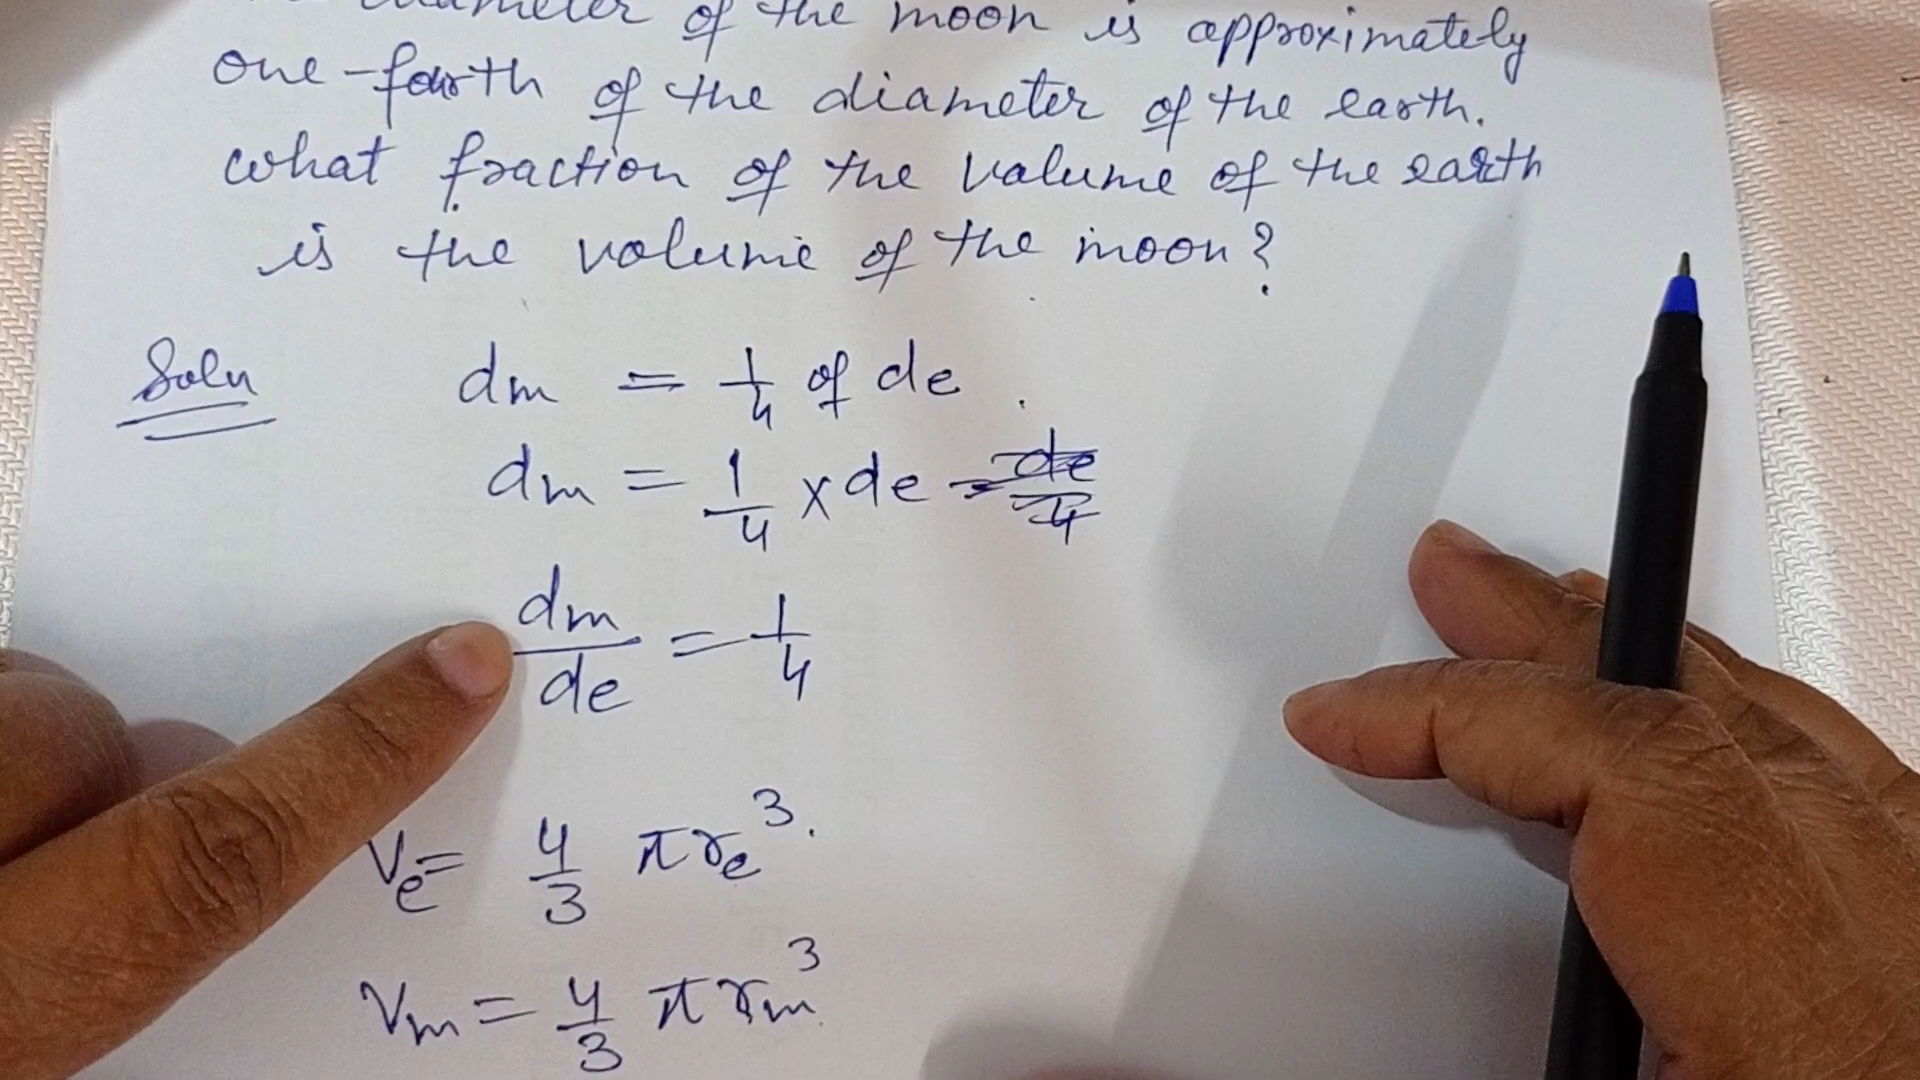 diameter of the moon is approximately
one-fourth of the diameter of the earth.
what fraction of the valume of the earth
is the volume of the moon?
Soln
dm = 1/4 of de.
dm = 1/4 x de = de/4
dm/de = 1/4
Ve = 4/3 πre³.
Vm = 4/3 πrm³